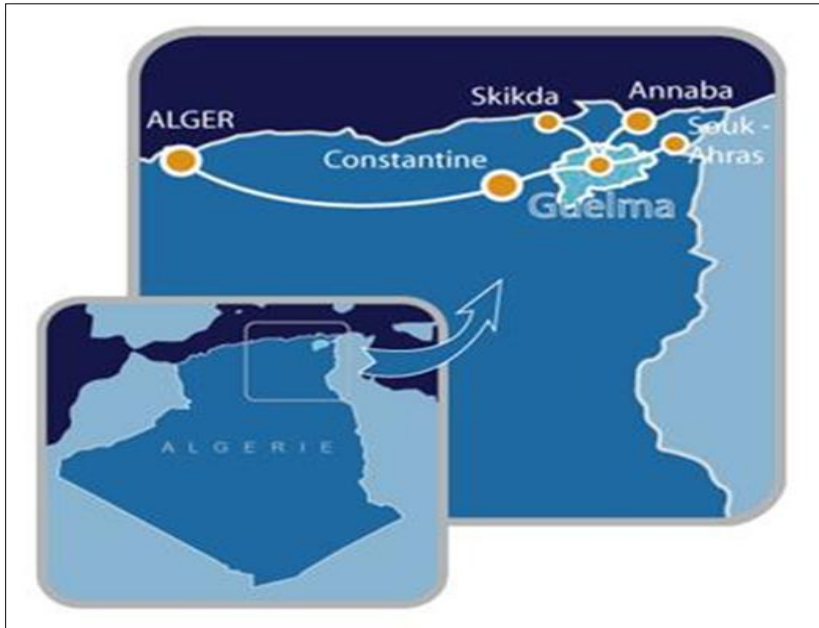 Skikda
Annaba
ALGER
Souk -
Ahras
Constantine
Guelma
ALGERIE